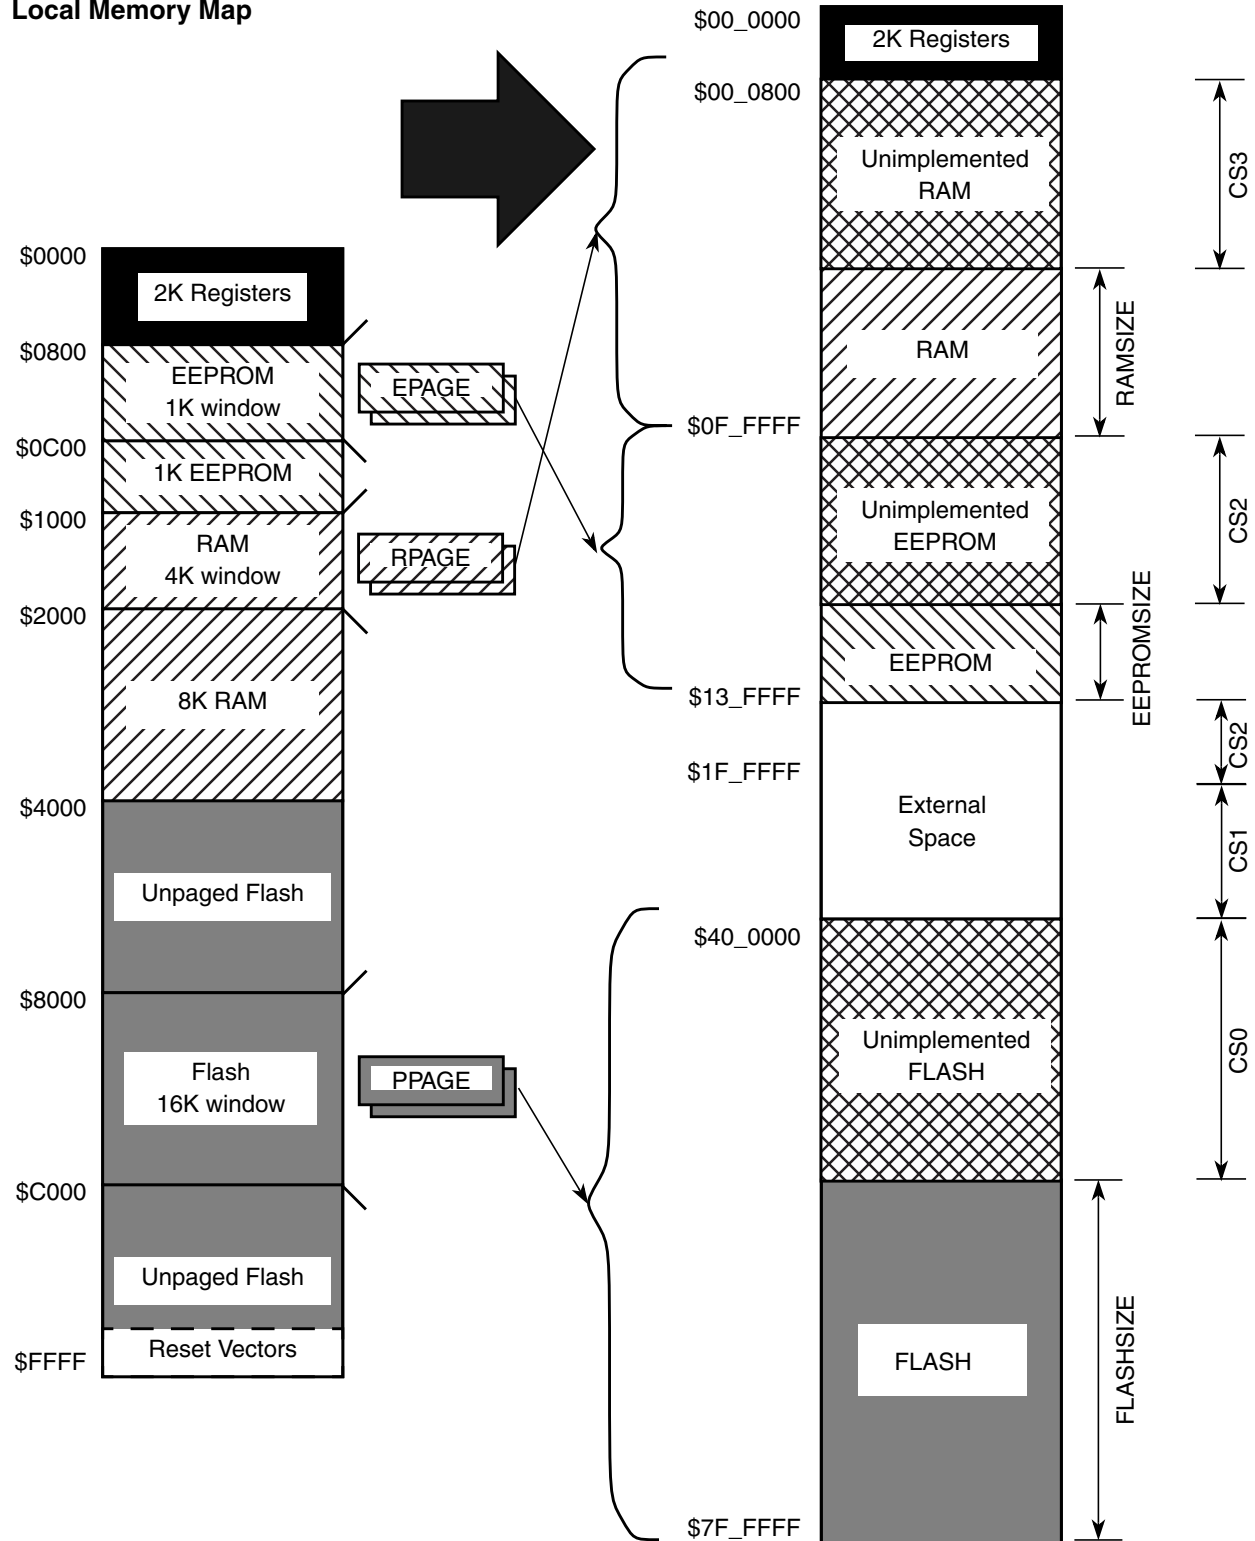 Local Memory Map
$0000
2K Registers
$0800
EEPROM
1K window
$0C00
1K EEPROM
$1000
RAM
4K window
$2000
8K RAM
$4000
Unpaged Flash
$8000
Flash
16K window
$C000
Unpaged Flash
Reset Vectors
$FFFF
EPAGE
RPAGE
PPAGE
$00_0000
2K Registers
$00_0800
Unimplemented
RAM
RAM
$0F_FFFF
Unimplemented
EEPROM
EEPROM
$13_FFFF
$1F_FFFF
External
Space
$40_0000
Unimplemented
FLASH
FLASH
$7F_FFFF
RAMSIZE
EEPROMSIZE
FLASHSIZE
CS3
CS2
CS2
CS1
CS0